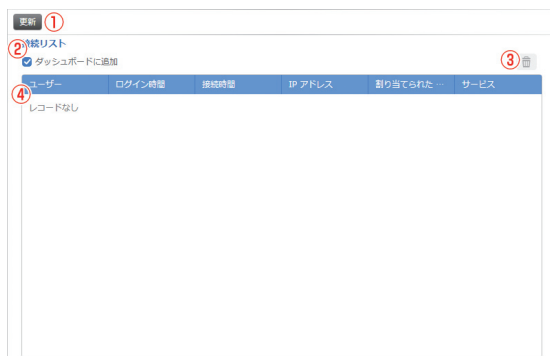 更新 ①
② 接続リスト
ダッシュボードに追加 ③
④ ユーザー ログイン時間 接続時間 IP アドレス 割り当てられた … サービス
レコードなし